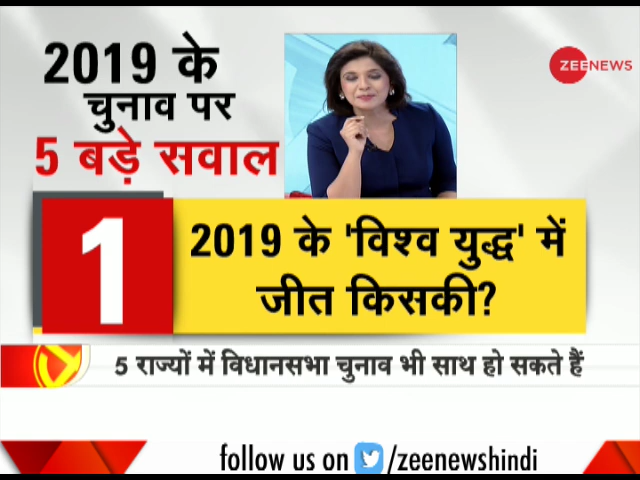 2019 के
चुनाव पर
5 बड़े सवाल
ZEENEWS
1
2019 के 'विश्व युद्ध' में
जीत किसकी?
5 राज्यों में विधानसभा चुनाव भी साथ हो सकते हैं
follow us on /zeenewshindi